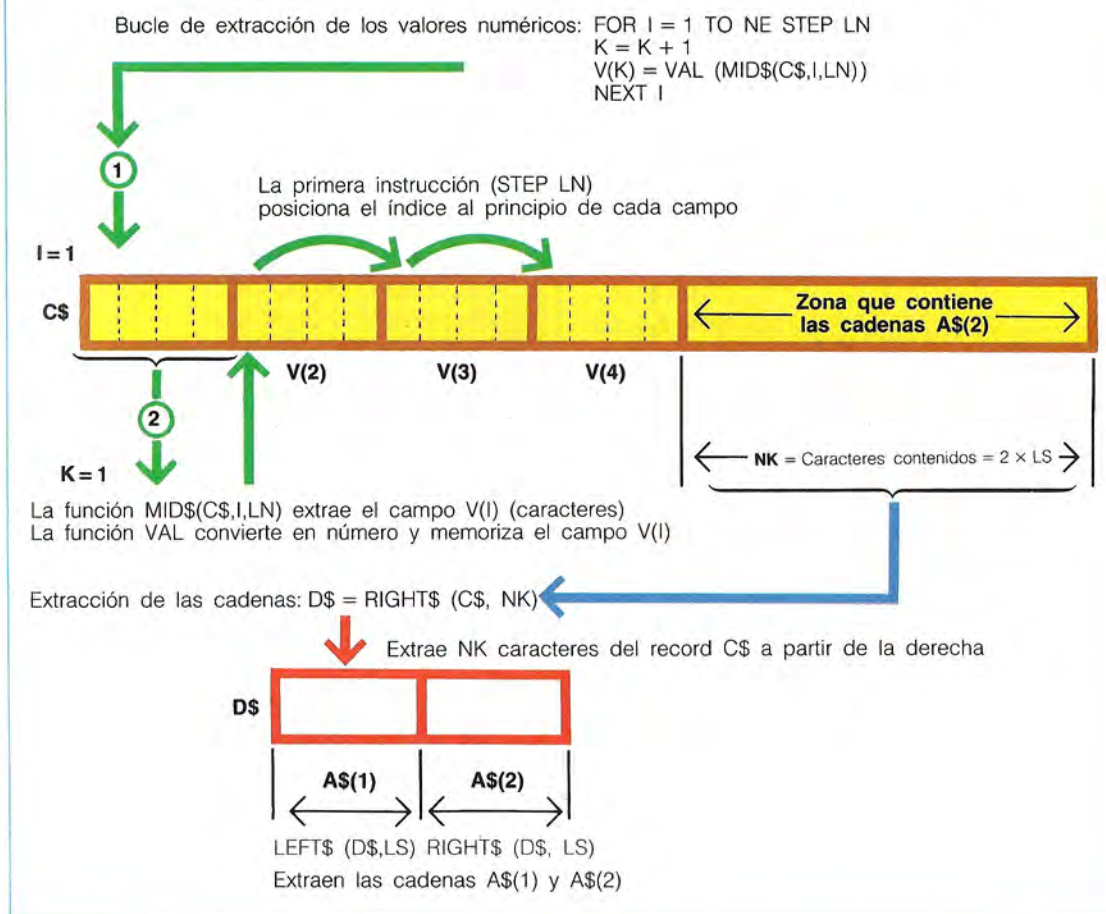 Bucle de extracción de los valores numéricos: FOR I = 1 TO NE STEP LN
K = K + 1
V(K) = VAL (MID$(C$,I,LN))
NEXT I
1
La primera instrucción (STEP LN)
posiciona el índice al principio de cada campo
I = 1
C$
Zona que contiene
las cadenas A$(2)
V(2) V(3) V(4)
2
NK = Caracteres contenidos = 2 × LS
K = 1
La función MID$(C$,I,LN) extrae el campo V(I) (caracteres)
La función VAL convierte en número y memoriza el campo V(I)
Extracción de las cadenas: D$ = RIGHT$ (C$, NK)
Extrae NK caracteres del record C$ a partir de la derecha
D$
A$(1) A$(2)
LEFT$ (D$,LS) RIGHT$ (D$, LS)
Extraen las cadenas A$(1) y A$(2)